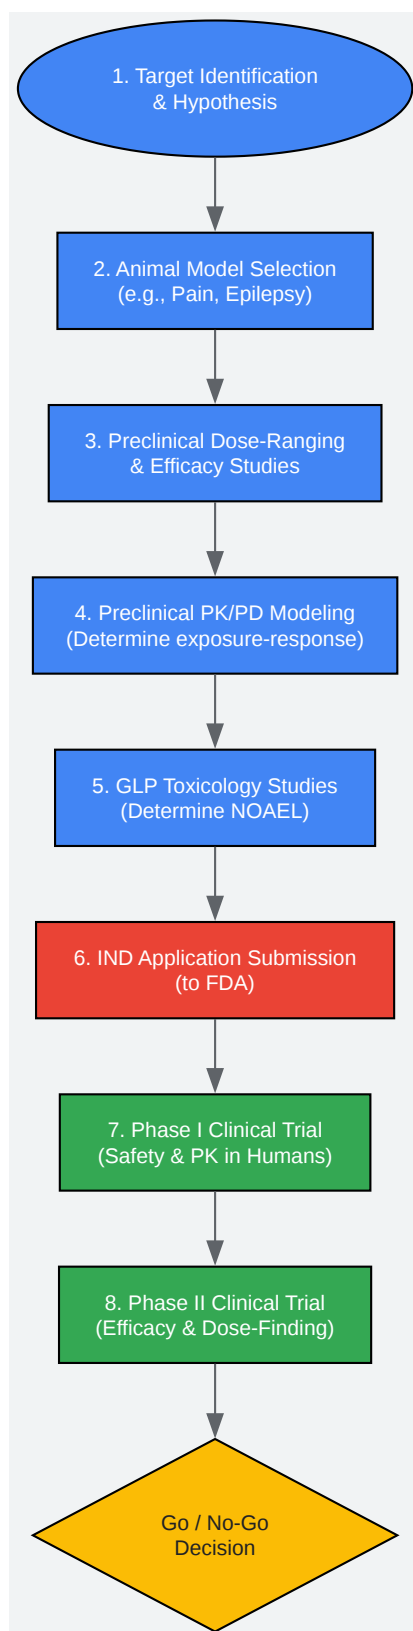 1. Target Identification
& Hypothesis
2. Animal Model Selection
(e.g., Pain, Epilepsy)
3. Preclinical Dose-Ranging
& Efficacy Studies
4. Preclinical PK/PD Modeling
(Determine exposure-response)
5. GLP Toxicology Studies
(Determine NOAEL)
6. IND Application Submission
(to FDA)
7. Phase I Clinical Trial
(Safety & PK in Humans)
8. Phase II Clinical Trial
(Efficacy & Dose-Finding)
Go / No-Go
Decision